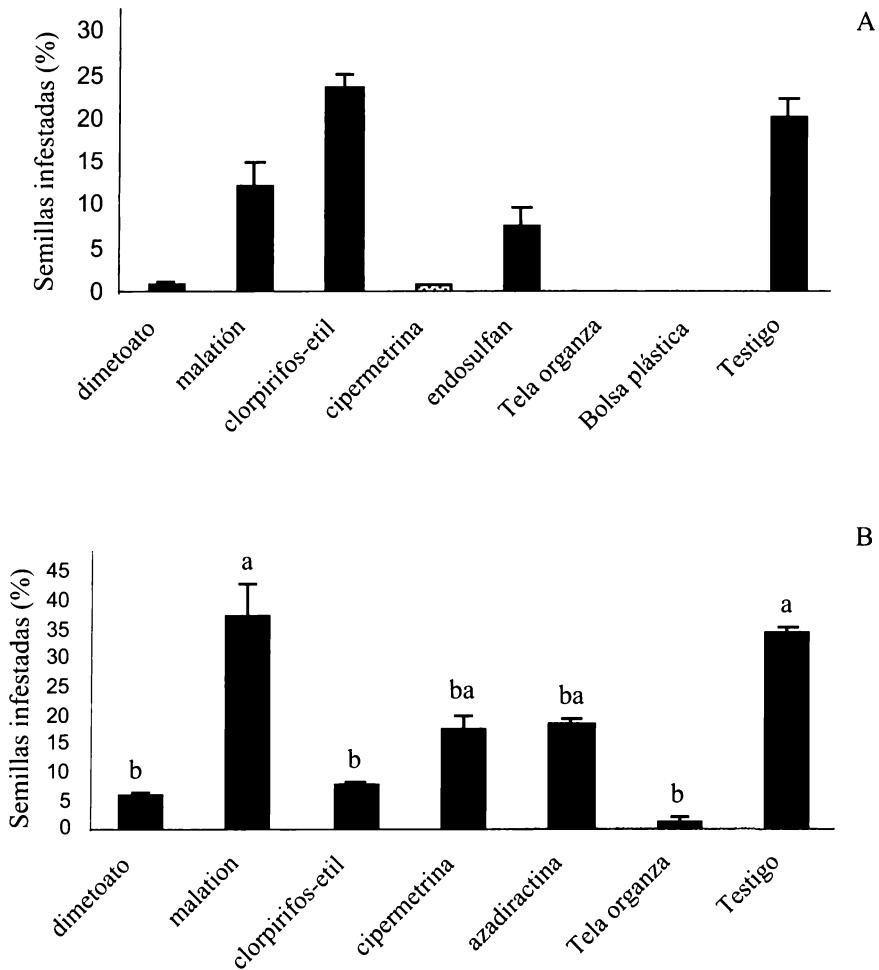 A
Semillas infestadas (%)
30
25
20
15
10
5
0
dimetoato
malatión
clorpirifos-etil
cipermetrina
endosulfan
Tela organza
Bolsa plástica
Testigo
B
Semillas infestadas (%)
45
40
35
30
25
20
15
10
5
0
b
a
b
ba
ba
b
a
dimetoato
malation
clorpirifos-etil
cipermetrina
azadiractina
Tela organza
Testigo